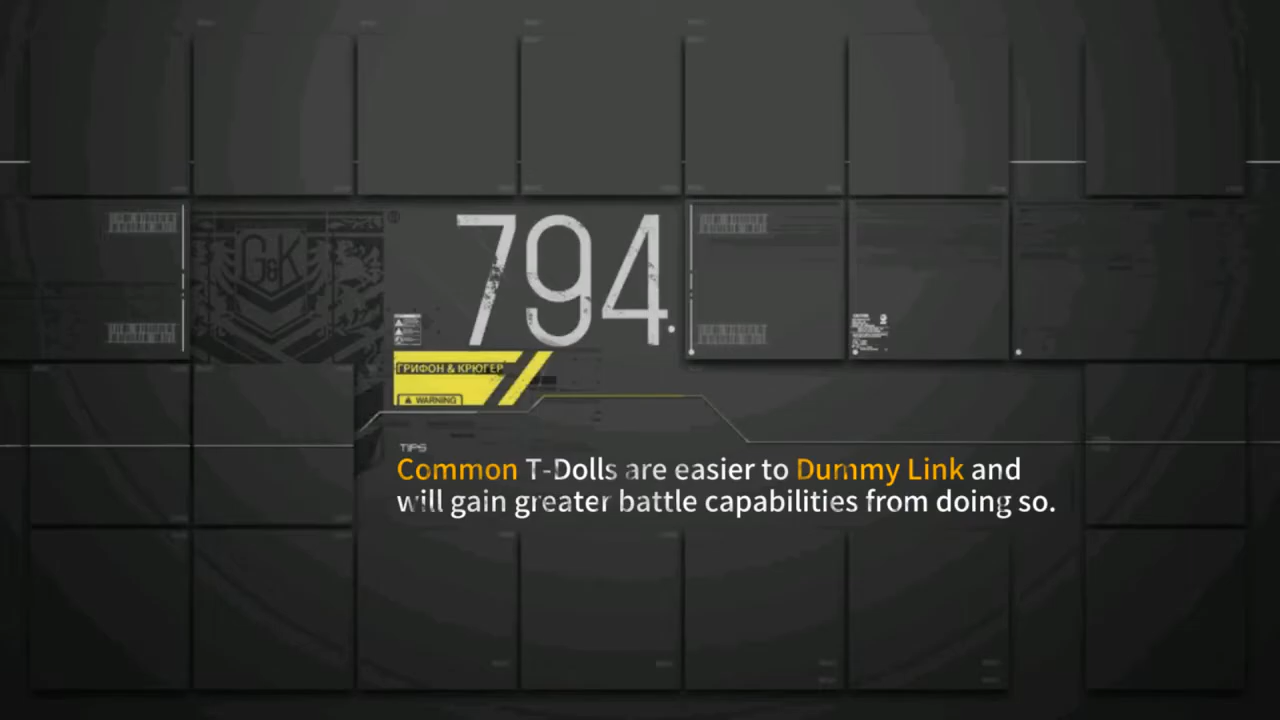 G&K
794.
ГРИФОН & КРЮГЕР
WARNING
TIPS
Common T-Dolls are easier to Dummy Link and
will gain greater battle capabilities from doing so.